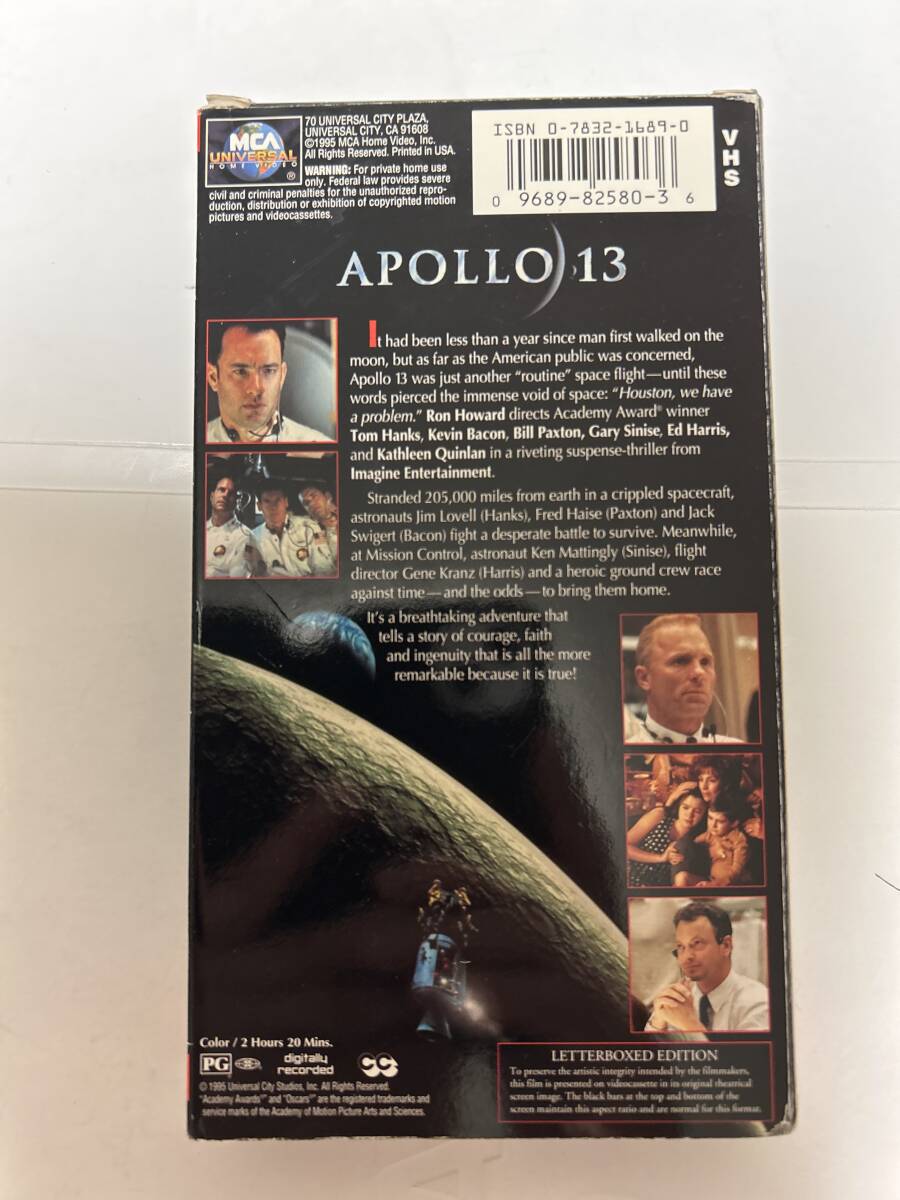 MCA
UNIVERSAL
HOME VIDEO
®
70 UNIVERSAL CITY PLAZA,
UNIVERSAL CITY, CA 91608
©1995 MCA Home Video, Inc.
All Rights Reserved. Printed in USA.
WARNING: For private home use
only. Federal law provides severe
civil and criminal penalties for the unauthorized repro-
duction, distribution or exhibition of copyrighted motion
pictures and videocassettes.
ISBN 0-7832-1689-0
0 9689-82580-3 6
VHS
APOLLO 13
It had been less than a year since man first walked on the
moon, but as far as the American public was concerned,
Apollo 13 was just another "routine" space flight—until these
words pierced the immense void of space: "Houston, we have
a problem." Ron Howard directs Academy Award® winner
Tom Hanks, Kevin Bacon, Bill Paxton, Gary Sinise, Ed Harris,
and Kathleen Quinlan in a riveting suspense-thriller from
Imagine Entertainment.
Stranded 205,000 miles from earth in a crippled spacecraft,
astronauts Jim Lovell (Hanks), Fred Haise (Paxton) and Jack
Swigert (Bacon) fight a desperate battle to survive. Meanwhile,
at Mission Control, astronaut Ken Mattingly (Sinise), flight
director Gene Kranz (Harris) and a heroic ground crew race
against time — and the odds — to bring them home.
It's a breathtaking adventure that
tells a story of courage, faith
and ingenuity that is all the more
remarkable because it is true!
Color / 2 Hours 20 Mins.
PG
digitally
recorded
CC
© 1995 Universal City Studios, Inc. All Rights Reserved.
"Academy Awards®" and "Oscars®" are the registered trademarks and
service marks of the Academy of Motion Picture Arts and Sciences.
LETTERBOXED EDITION
To preserve the artistic integrity intended by the filmmakers,
this film is presented on videocassette in its original theatrical
screen image. The black bars at the top and bottom of the
screen maintain this aspect ratio and are normal for this format.